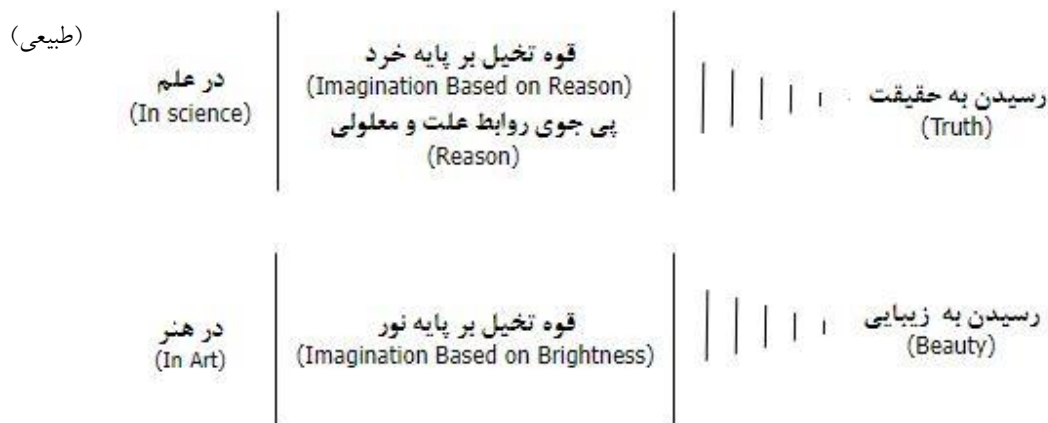 (طبیعی)
در علم
(In science)
قوه تخیل بر پایه خرد
(Imagination Based on Reason)
پی جوی روابط علت و معلولی
(Reason)
رسیدن به حقیقت
(Truth)
در هنر
(In Art)
قوه تخیل بر پایه نور
(Imagination Based on Brightness)
رسیدن به زیبایی
(Beauty)